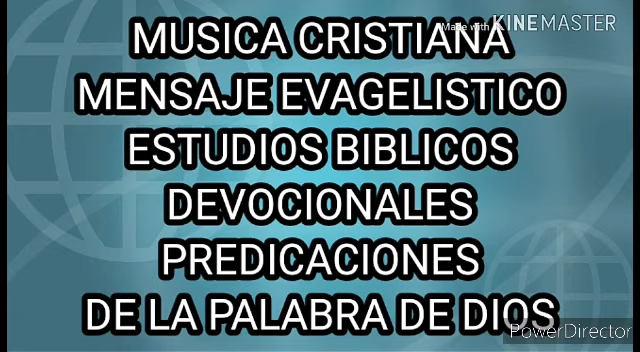 Made with KINEMASTER
MUSICA CRISTIANA
MENSAJE EVAGELISTICO
ESTUDIOS BIBLICOS
DEVOCIONALES
PREDICACIONES
DE LA PALABRA DE DIOS
PowerDirector